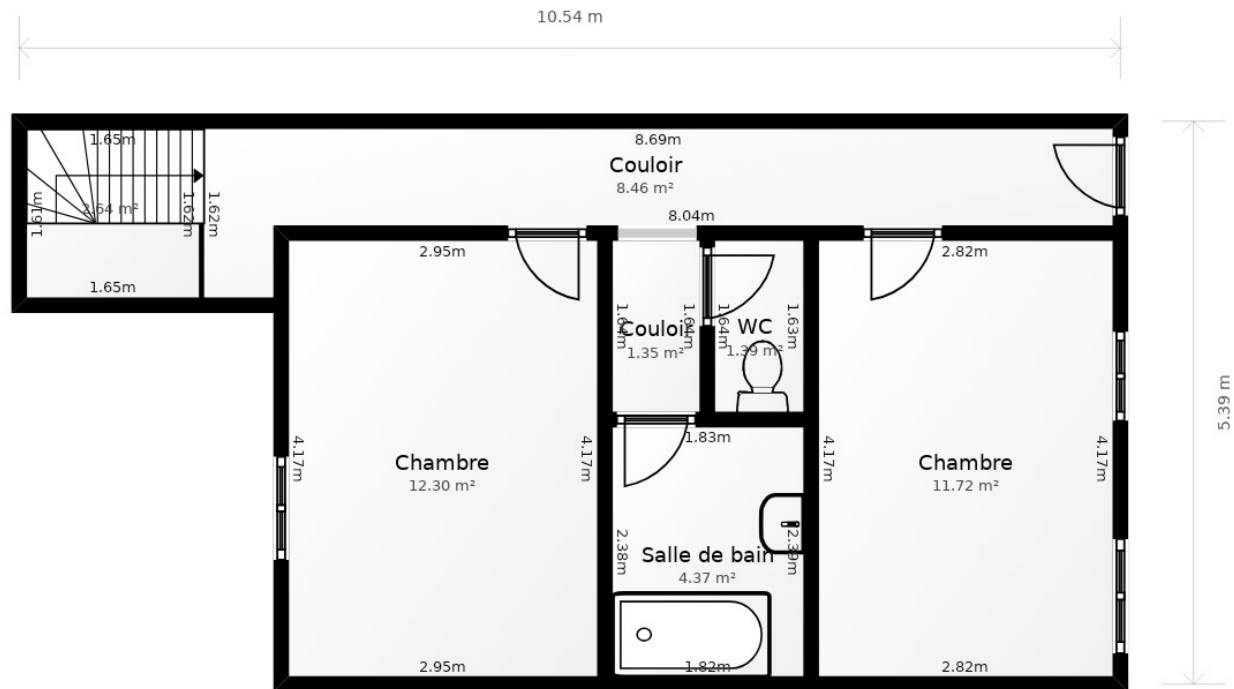 10.54 m
1.65m
8.69m
Couloir
8.46 m²
1.61m
2.64 m²
1.62m
1.62m
8.04m
2.95m
2.82m
1.65m
1.64m
1.64m
1.64m
1.63m
Couloir
1.35 m²
WC
1.39 m²
5.39 m
4.17m
4.17m
1.83m
4.17m
4.17m
Chambre
12.30 m²
Chambre
11.72 m²
2.38m
2.39m
Salle de bain
4.37 m²
2.95m
1.82m
2.82m